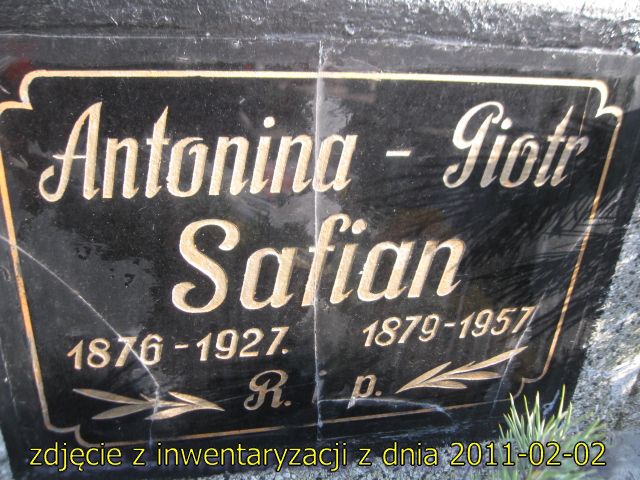 Antonina - Piotr
Safian
1876-1927. 1879-1957
R. i p.
zdjęcie z inwentaryzacji z dnia 2011-02-02